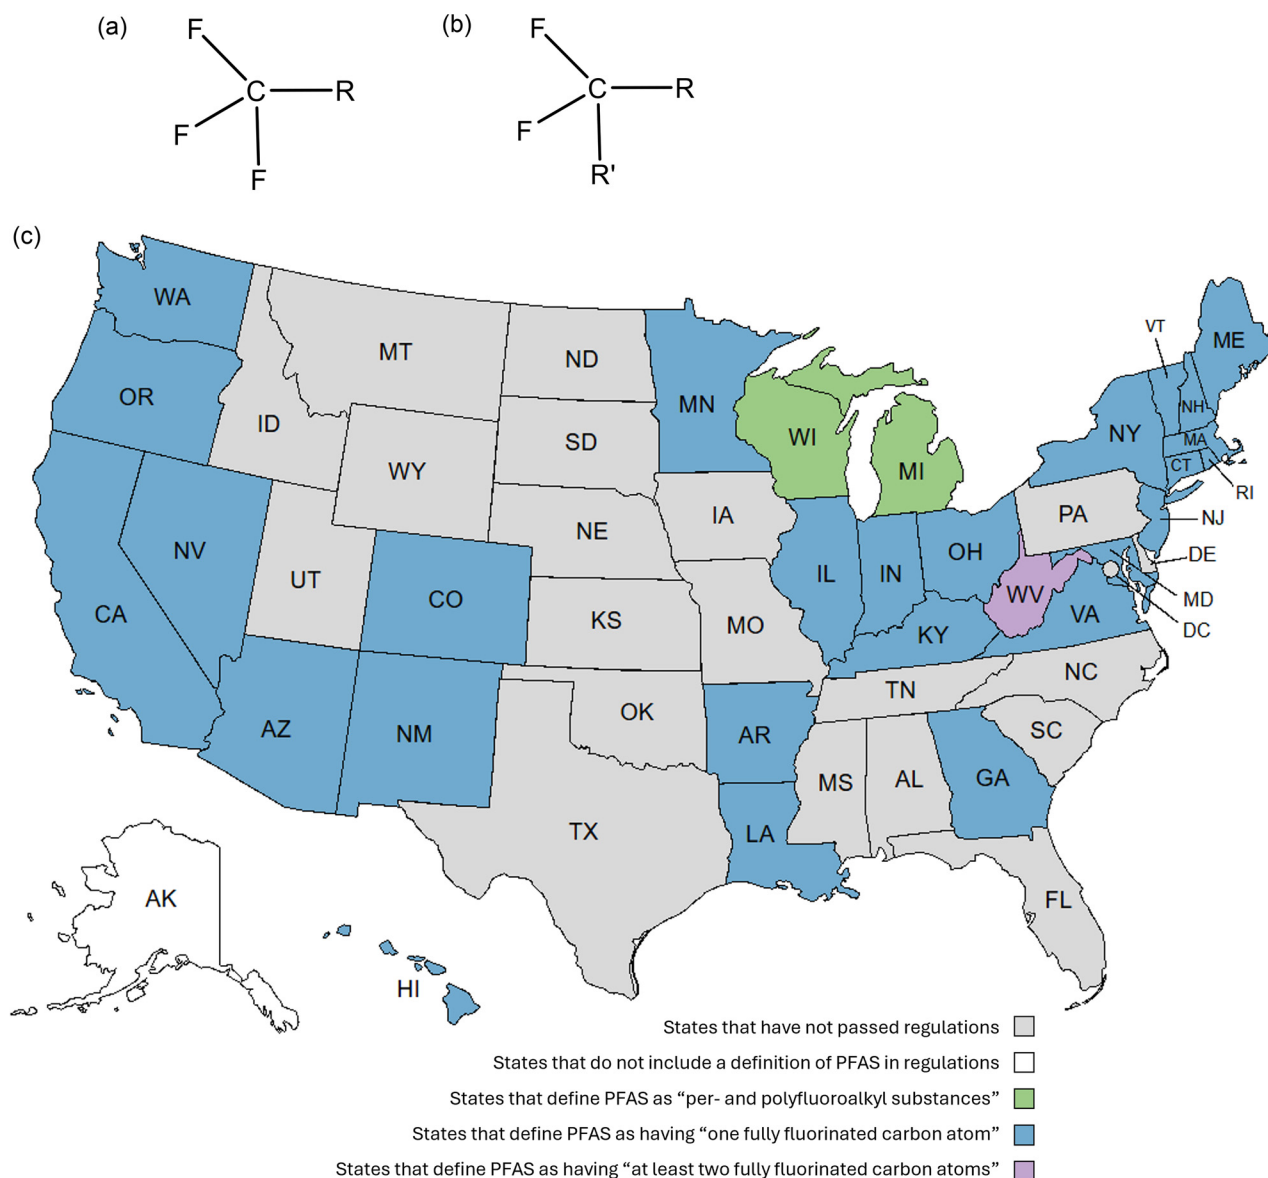 (a)
F
C
R
F
F
(b)
F
C
R
F
R'
(c)
WA
OR
CA
NV
ID
MT
WY
UT
CO
AZ
NM
ND
SD
NE
KS
OK
TX
MN
IA
MO
AR
LA
WI
MI
IL
IN
OH
KY
TN
MS
AL
GA
FL
SC
NC
VA
WV
PA
NY
VT
NH
ME
MA
CT
RI
NJ
DE
MD
DC
AK
HI
States that have not passed regulations
States that do not include a definition of PFAS in regulations
States that define PFAS as “per- and polyfluoroalkyl substances”
States that define PFAS as having “one fully fluorinated carbon atom”
States that define PFAS as having “at least two fully fluorinated carbon atoms”